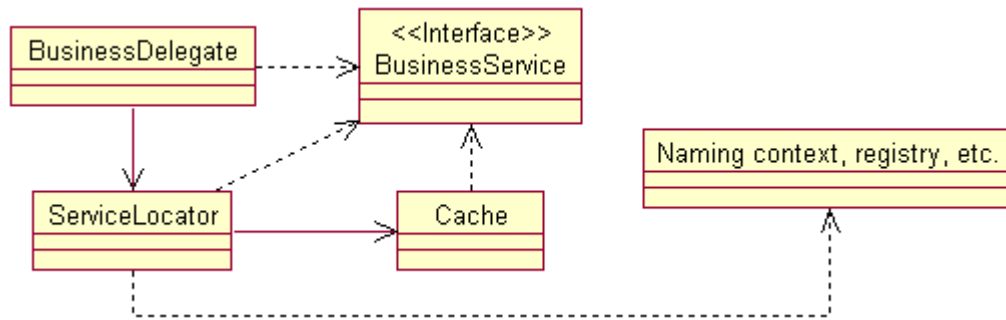 BusinessDelegate
<<Interface>>
BusinessService
Naming context, registry, etc.
ServiceLocator
Cache